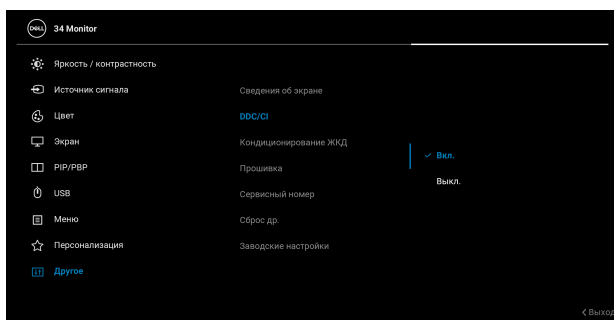 DELL
34 Monitor
Яркость / контрастность
Источник сигнала
Сведения об экране
Цвет
DDC/CI
Экран
Кондиционирование ЖКД
Вкл.
PIP/PBP
Прошивка
Выкл.
USB
Сервисный номер
Меню
Сброс др.
Персонализация
Заводские настройки
Другое
Выход